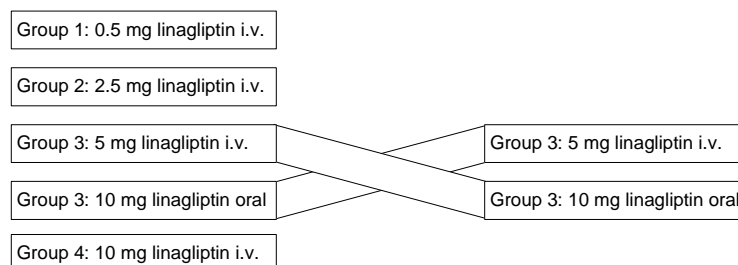 Group 1: 0.5 mg linagliptin i.v.
Group 2: 2.5 mg linagliptin i.v.
Group 3: 5 mg linagliptin i.v.
Group 3: 5 mg linagliptin i.v.
Group 3: 10 mg linagliptin oral
Group 3: 10 mg linagliptin oral
Group 4: 10 mg linagliptin i.v.